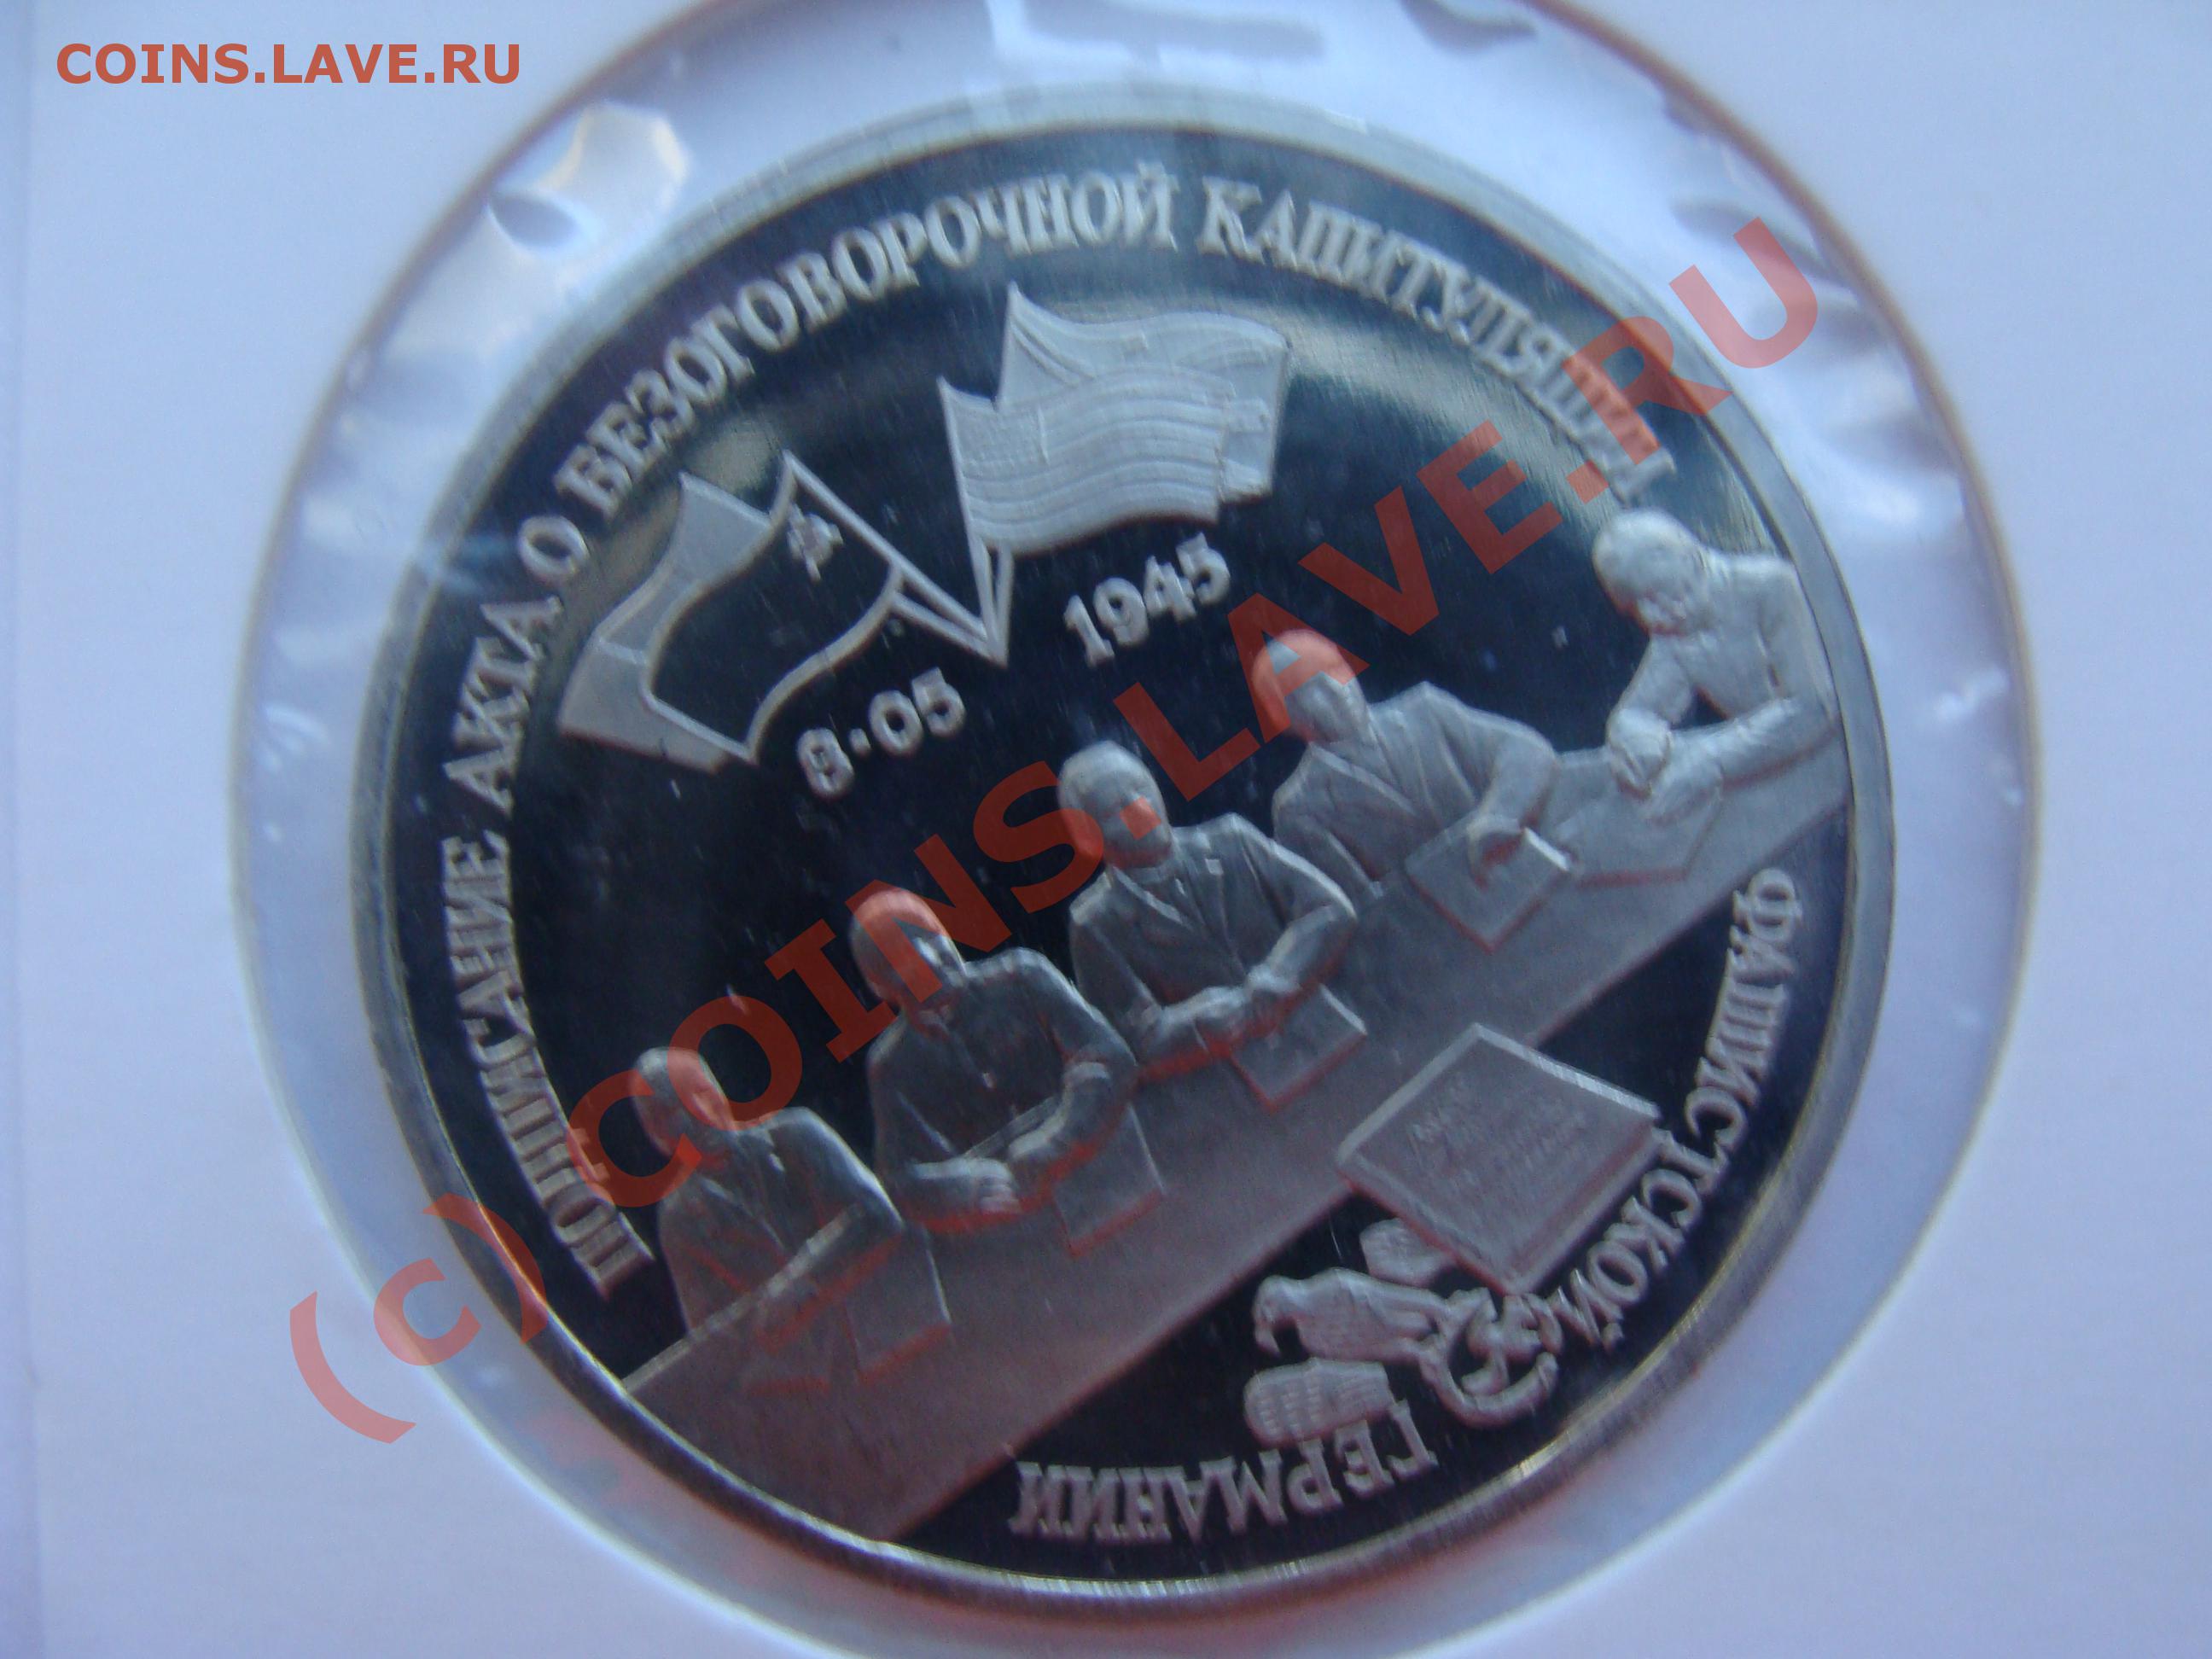 COINS.LAVE.RU
ПОДПИСАНИЕ АКТА О БЕЗОГОВОРОЧНОЙ КАПИТУЛЯЦИИ
8·05 1945
ФАШИСТСКОЙ ГЕРМАНИИ
(c) COINS.LAVE.RU